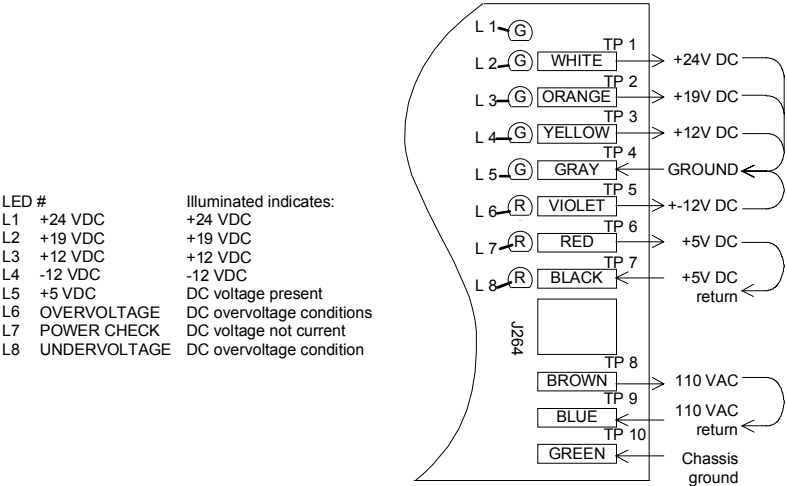 LED # Illuminated indicates:
L1 +24 VDC +24 VDC
L2 +19 VDC +19 VDC
L3 +12 VDC +12 VDC
L4 -12 VDC -12 VDC
L5 +5 VDC DC voltage present
L6 OVERVOLTAGE DC overvoltage conditions
L7 POWER CHECK DC voltage not current
L8 UNDERVOLTAGE DC overvoltage condition
L 1 G
TP 1
L 2 G WHITE +24V DC
TP 2
L 3 G ORANGE +19V DC
TP 3
L 4 G YELLOW +12V DC
TP 4
L 5 G GRAY GROUND
TP 5
L 6 R VIOLET +-12V DC
TP 6
L 7 R RED +5V DC
TP 7
L 8 R BLACK +5V DC
return
J264
TP 8
BROWN 110 VAC
TP 9
BLUE 110 VAC
return
TP 10
GREEN Chassis
ground